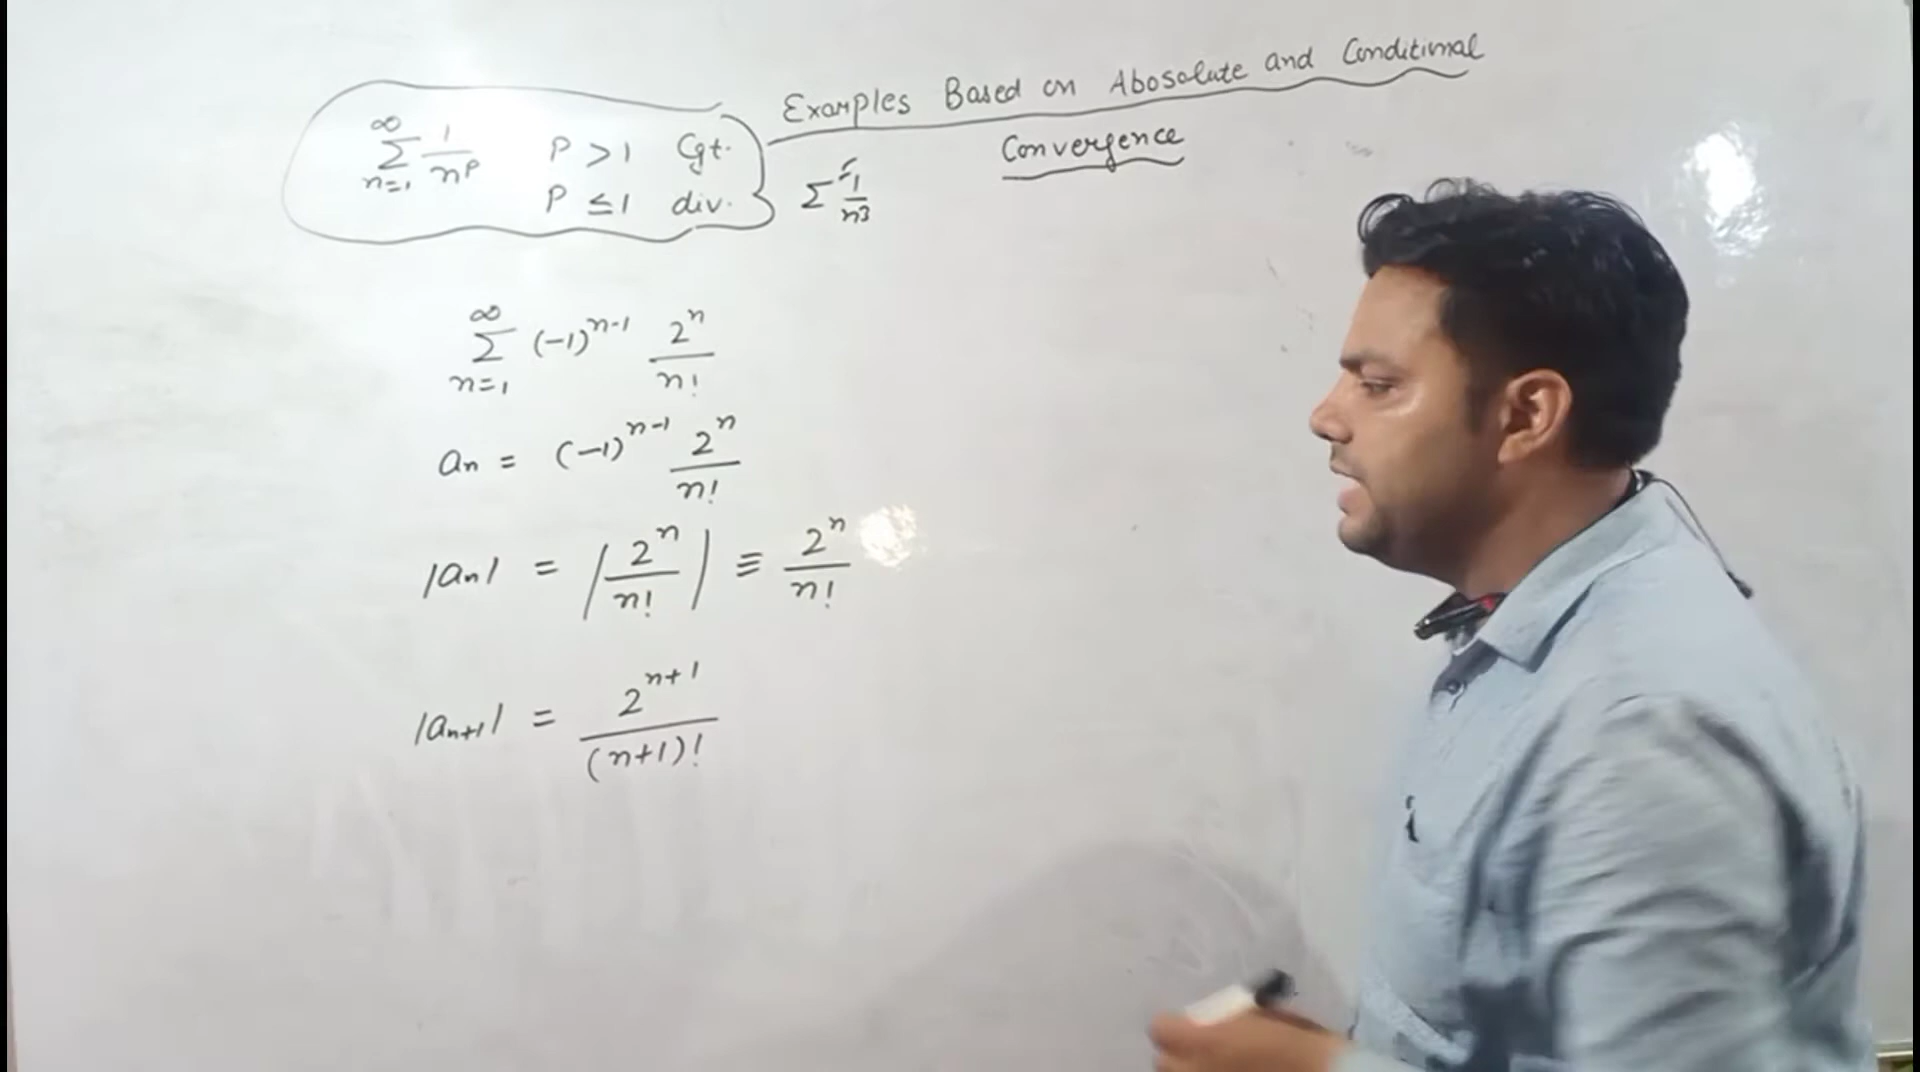 Examples Based on Abosolute and Conditional
Convergence
∞
∑ 1/n^p P > 1 Cgt.
n=1 P ≤ 1 div.
∑ 1/n^3
∞
∑ (-1)^(n-1) 2^n/n!
n=1
an = (-1)^(n-1) 2^n/n!
|an| = |2^n/n!| ≡ 2^n/n!
|an+1| = 2^(n+1)/(n+1)!